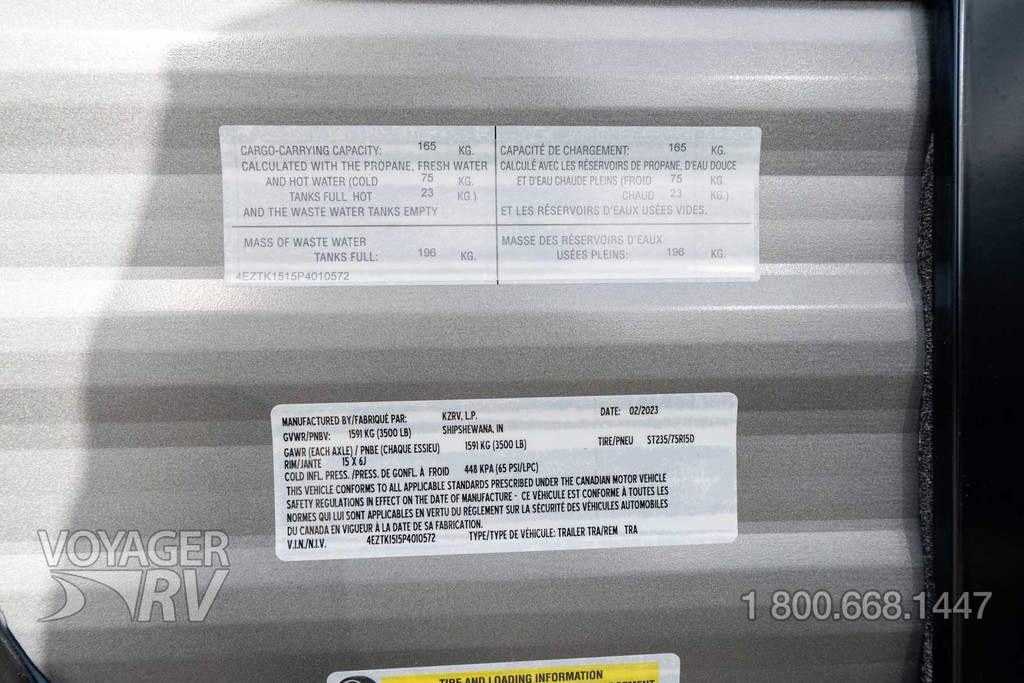 CARGO-CARRYING CAPACITY: 165 KG.
CALCULATED WITH THE PROPANE, FRESH WATER
AND HOT WATER (COLD 75 KG.
TANKS FULL HOT 23 KG.)
AND THE WASTE WATER TANKS EMPTY
CAPACITÉ DE CHARGEMENT: 165 KG.
CALCULÉ AVEC LES RÉSERVOIRS DE PROPANE, D'EAU DOUCE
ET D'EAU CHAUDE PLEINS (FROID 75 KG.
CHAUD 23 KG.)
ET LES RÉSERVOIRS D'EAUX USÉES VIDES.
MASS OF WASTE WATER
TANKS FULL: 196 KG.
4EZTK1515P4010572
MASSE DES RÉSERVOIRS D'EAUX
USÉES PLEINS: 196 KG.
MANUFACTURED BY/FABRIQUÉ PAR: KZRV, L.P. DATE: 02/2023
GVWR/PNBV: 1591 KG (3500 LB) SHIPSHEWANA, IN
GAWR (EACH AXLE) / PNBE (CHAQUE ESSIEU) 1591 KG (3500 LB) TIRE/PNEU ST235/75R15D
RIM/JANTE 15 X 6J
COLD INFL. PRESS. /PRESS. DE GONFL. À FROID 448 KPA (65 PSI/LPC)
THIS VEHICLE CONFORMS TO ALL APPLICABLE STANDARDS PRESCRIBED UNDER THE CANADIAN MOTOR VEHICLE
SAFETY REGULATIONS IN EFFECT ON THE DATE OF MANUFACTURE - CE VÉHICULE EST CONFORME À TOUTES LES
NORMES QUI LUI SONT APPLICABLES EN VERTU DU RÈGLEMENT SUR LA SÉCURITÉ DES VÉHICULES AUTOMOBILES
DU CANADA EN VIGUEUR À LA DATE DE SA FABRICATION.
V.I.N./N.I.V. 4EZTK1515P4010572 TYPE/TYPE DE VÉHICULE: TRAILER TRA/REM TRA
VOYAGER
RV
1 800.668.1447
TIRE AND LOADING INFORMATION